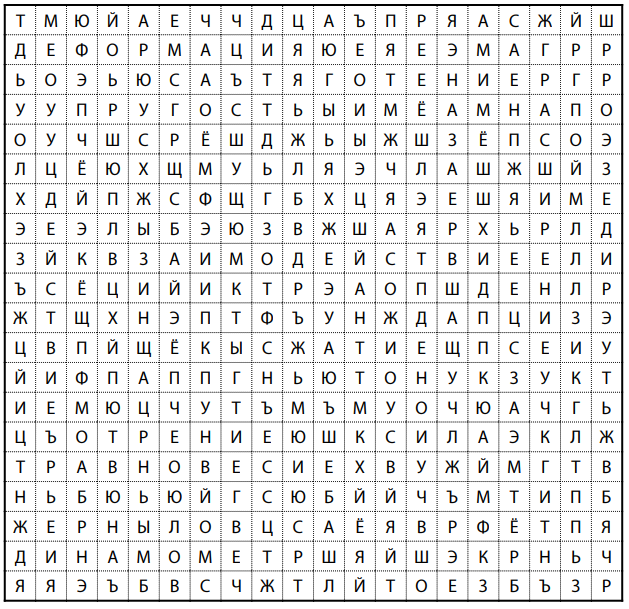 Т М Ю Й А Е Ч Ч Д Ц А Ъ П Р Я А С Ж Й Ш
Д Е Ф О Р М А Ц И Я Ю Е Я Е Э М А Г Р Р
Ь О Э Ь Ю С А Ъ Т Я Г О Т Е Н И Е Р Г Р
У У П Р У Г О С Т Ь Ы И М Ё А М Н А П О
О У Ч Ш С Р Ё Ш Д Ж Ь Ы Ж Ш З Ё П С О Э
Л Ц Ё Ю Х Щ М У Ь Л Я Э Ч Л А Ш Ж Ш Й З
Х Д Й П Ж С Ф Щ Г Б Х Ц Я Э Е Ш Я И М Е
Э Е Э Л Ы Б Э Ю З В Ж Ш А Я Р Х Ь Р Л Д
З Й К В З А И М О Д Е Й С Т В И Е Е Л И
Ъ С Ё Ц И Й И К Т Р Э А О П Ш Д Е Н Л Р
Ж Т Щ Х Н Э П Т Ф Ъ У Н Ж Д А П Ц И З Э
Ц В П Й Щ Ё К Ы С Ж А Т И Е Щ П С Е И У
Й И Ф П А П П Г Н Ь Ю Т О Н У К З У К Т
И Е М Ю Ц Ч У Т Ъ М Ъ М У О Ч Ю А Ч Г Ь
Ц Ъ О Т Р Е Н И Е Ю Ш К С И Л А Э К Л Ж
Т Р А В Н О В Е С И Е Х В У Ж Й М Г Т В
Н Ь Б Ю Ь Ю Й Г С Ю Б Й Й Ч Ъ М Т И П Б
Ж Е Р Н Ы Л О В Ц С А Ё Я В Р Ф Ё Т П Я
Д И Н А М О М Е Т Р Ш Я Й Ш Э К Р Н Ь Ч
Я Я Э Ъ Б В С Ч Ж Т Л Й Т О Е З Б Ъ З Р